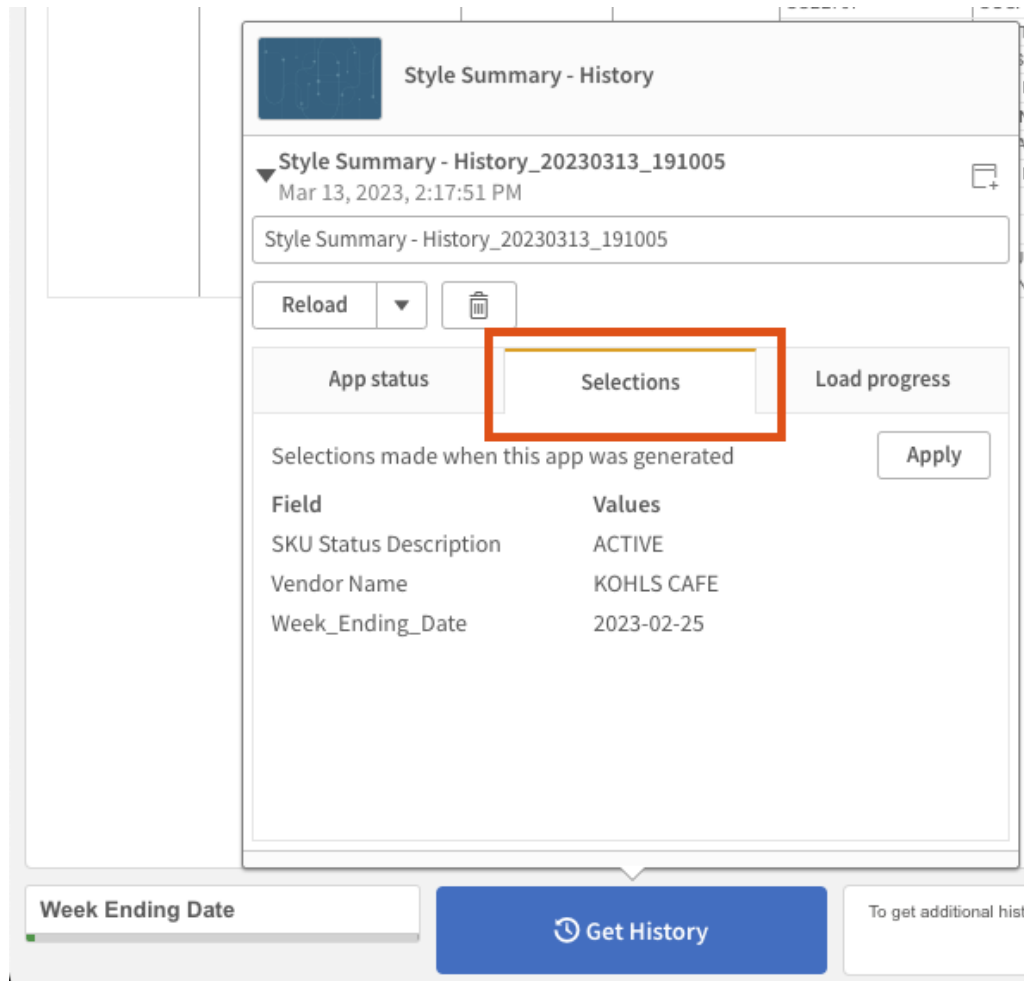 Style Summary - History
Style Summary - History_20230313_191005
Mar 13, 2023, 2:17:51 PM
Style Summary - History_20230313_191005
Reload
App status
Selections
Load progress
Selections made when this app was generated
Apply
Field Values
SKU Status Description ACTIVE
Vendor Name KOHLS CAFE
Week_Ending_Date 2023-02-25
Week Ending Date
Get History
To get additional hist